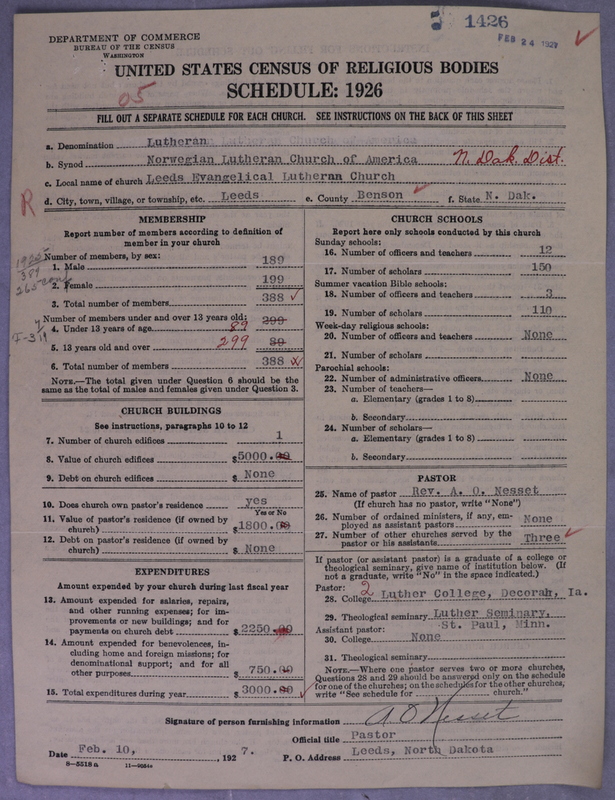 DEPARTMENT OF COMMERCE
BUREAU OF THE CENSUS
WASHINGTON
1426
FEB 24 1927
UNITED STATES CENSUS OF RELIGIOUS BODIES
SCHEDULE: 1926
05
FILL OUT A SEPARATE SCHEDULE FOR EACH CHURCH. SEE INSTRUCTIONS ON THE BACK OF THIS SHEET
a. Denomination Lutheran
b. Synod Norwegian Lutheran Church of America N. Dak. Dist.
c. Local name of church Leeds Evangelical Lutheran Church
d. City, town, village, or township, etc. Leeds e. County Benson f. State N. Dak.
R
MEMBERSHIP
Report number of members according to definition of
member in your church
Number of members, by sex:
1. Male 189
2. Female 199
3. Total number of members 388
Number of members under and over 13 years old:
4. Under 13 years of age 89 299
5. 13 years old and over 299 89
6. Total number of members 388
NOTE.—The total given under Question 6 should be the
same as the total of males and females given under Question 3.
CHURCH BUILDINGS
See instructions, paragraphs 10 to 12
7. Number of church edifices 1
8. Value of church edifices $5000.00
9. Debt on church edifices $ None
10. Does church own pastor's residence yes
Yes or No
11. Value of pastor's residence (if owned by
church) $1800.00
12. Debt on pastor's residence (if owned by
church) $ None
EXPENDITURES
Amount expended by your church during last fiscal year
13. Amount expended for salaries, repairs,
and other running expenses; for im-
provements or new buildings; and for
payments on church debt $2250.00
14. Amount expended for benevolences, in-
cluding home and foreign missions; for
denominational support; and for all
other purposes $ 750.00
15. Total expenditures during year $3000.00
CHURCH SCHOOLS
Report here only schools conducted by this church
Sunday schools:
16. Number of officers and teachers 12
17. Number of scholars 150
Summer vacation Bible schools:
18. Number of officers and teachers 3
19. Number of scholars 110
Week-day religious schools:
20. Number of officers and teachers None
21. Number of scholars
Parochial schools:
22. Number of administrative officers None
23. Number of teachers—
a. Elementary (grades 1 to 8)
b. Secondary
24. Number of scholars—
a. Elementary (grades 1 to 8)
b. Secondary
PASTOR
25. Name of pastor Rev. A. O. Nesset
(If church has no pastor, write "None")
26. Number of ordained ministers, if any, em-
ployed as assistant pastors None
27. Number of other churches served by the
pastor or his assistants Three
If pastor (or assistant pastor) is a graduate of a college or
theological seminary, give name of institution below. (If
not a graduate, write "No" in the space indicated.)
Pastor: 2
28. College Luther College, Decorah, Ia.
29. Theological seminary Luther Seminary,
St. Paul, Minn.
Assistant pastor:
30. College None
31. Theological seminary
NOTE.—Where one pastor serves two or more churches,
Questions 28 and 29 should be answered only on the schedule
for one of the churches; on the schedules for the other churches,
write "See schedule for church."
Signature of person furnishing information A O Nesset
Official title Pastor
Date Feb. 10, 1927. P. O. Address Leeds, North Dakota
8—5518a 11—9554